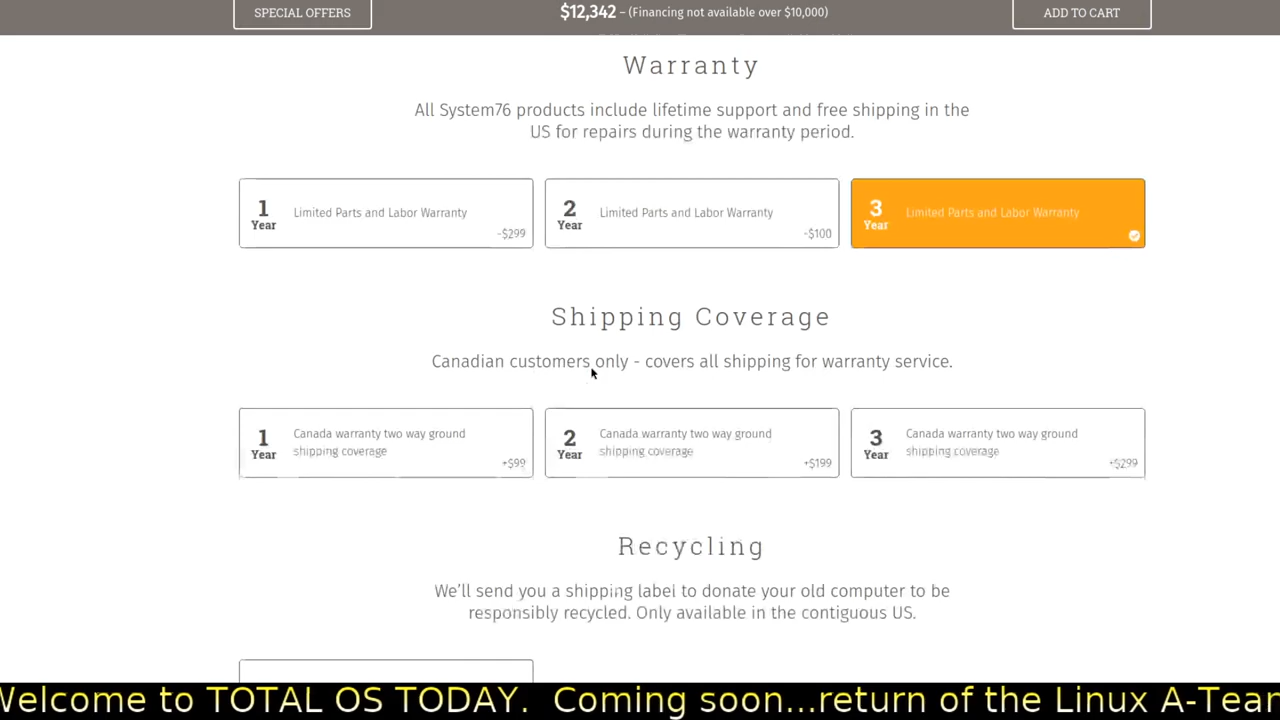 SPECIAL OFFERS
$12,342 – (Financing not available over $10,000)
ADD TO CART
Warranty
All System76 products include lifetime support and free shipping in the
US for repairs during the warranty period.
1 Year
Limited Parts and Labor Warranty
-$299
2 Year
Limited Parts and Labor Warranty
-$100
3 Year
Limited Parts and Labor Warranty
Shipping Coverage
Canadian customers only - covers all shipping for warranty service.
1 Year
Canada warranty two way ground
shipping coverage
+$99
2 Year
Canada warranty two way ground
shipping coverage
+$199
3 Year
Canada warranty two way ground
shipping coverage
+$299
Recycling
We’ll send you a shipping label to donate your old computer to be
responsibly recycled. Only available in the contiguous US.
Welcome to TOTAL OS TODAY. Coming soon...return of the Linux A-Tear